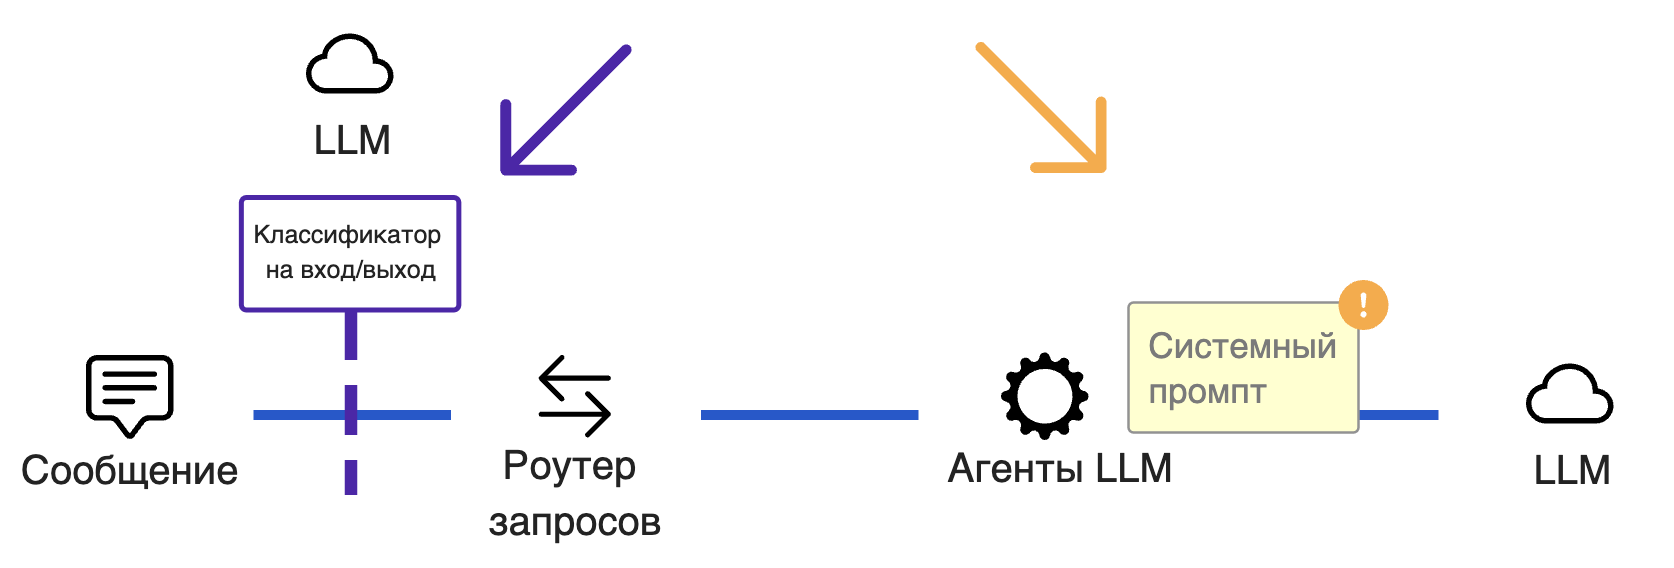 LLM
Классификатор
на вход/выход
Сообщение
Роутер
запросов
Агенты LLM
Системный
промпт
!
LLM